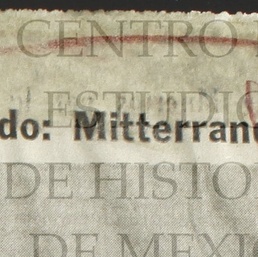 CENTRO
ESTUDIO
do: Mitterran
DE HISTO
DE MEXIC